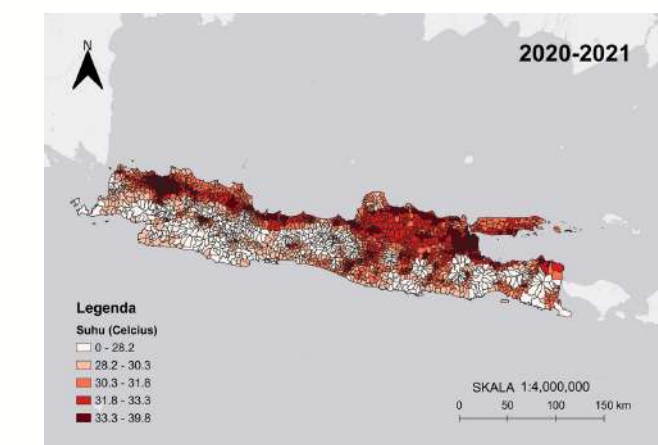 N
2020-2021
Legenda
Suhu (Celcius)
0 - 28.2
28.2 - 30.3
30.3 - 31.8
31.8 - 33.3
33.3 - 39.8
SKALA 1:4,000,000
0 50 100 150 km